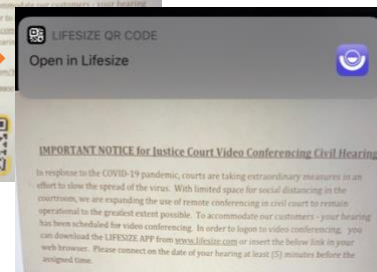 LIFESIZE QR CODE
Open in Lifesize
IMPORTANT NOTICE for Justice Court Video Conferencing Civil Hearing
In response to the COVID-19 pandemic, courts are taking extraordinary measures in an
effort to slow the spread of the virus. With limited space for social distancing in the
courtroom, we are expanding the use of remote conferencing in civil court to remain
operational to the greatest extent possible. To accommodate our customers - your hearing
has been scheduled for video conferencing. In order to logon to video conferencing, you
can download the LIFESIZE APP from www.lifesize.com or insert the below link in your
web browser. Please connect on the date of your hearing at least [5] minutes before the
assigned time.